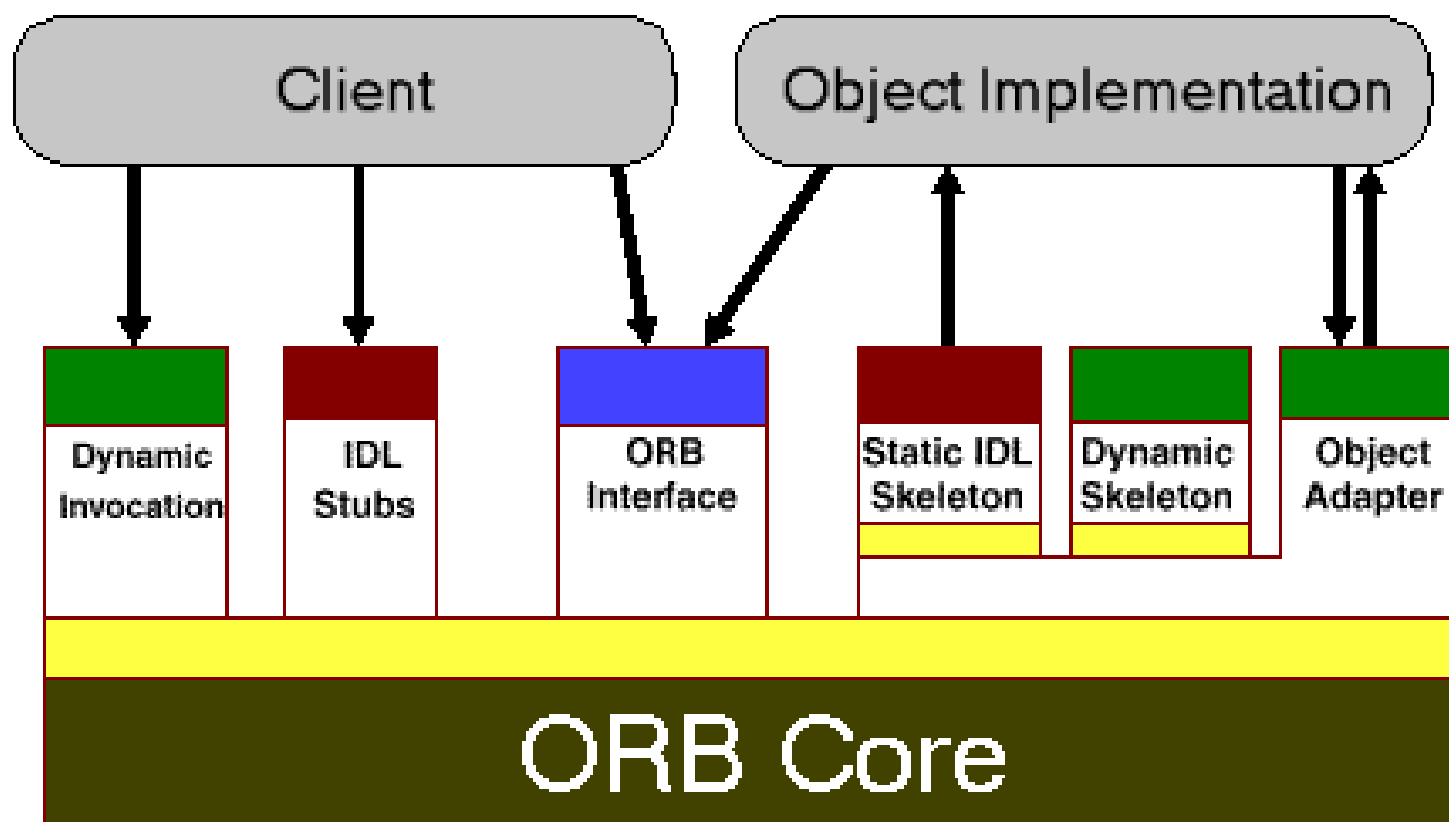 Client
Object Implementation
Dynamic
Invocation
IDL
Stubs
ORB
Interface
Static IDL
Skeleton
Dynamic
Skeleton
Object
Adapter
ORB Core